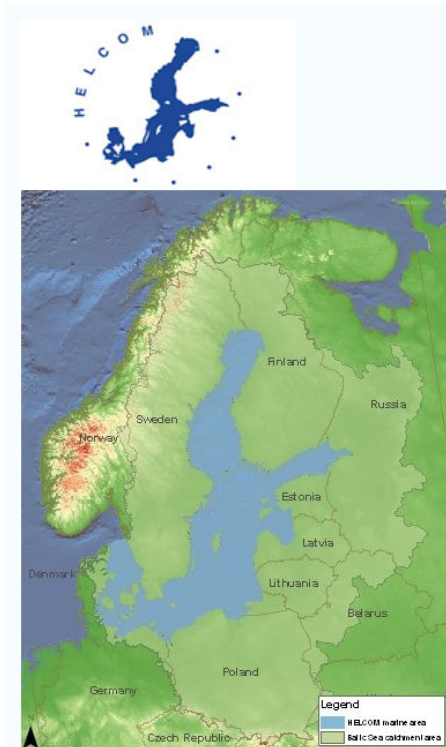 HELCOM
Finland
Russia
Sweden
Norway
Estonia
Latvia
Denmark
Lithuania
Belarus
Poland
Germany
Czech Republic
Legend
HELCOM marine area
Baltic Sea catchment area